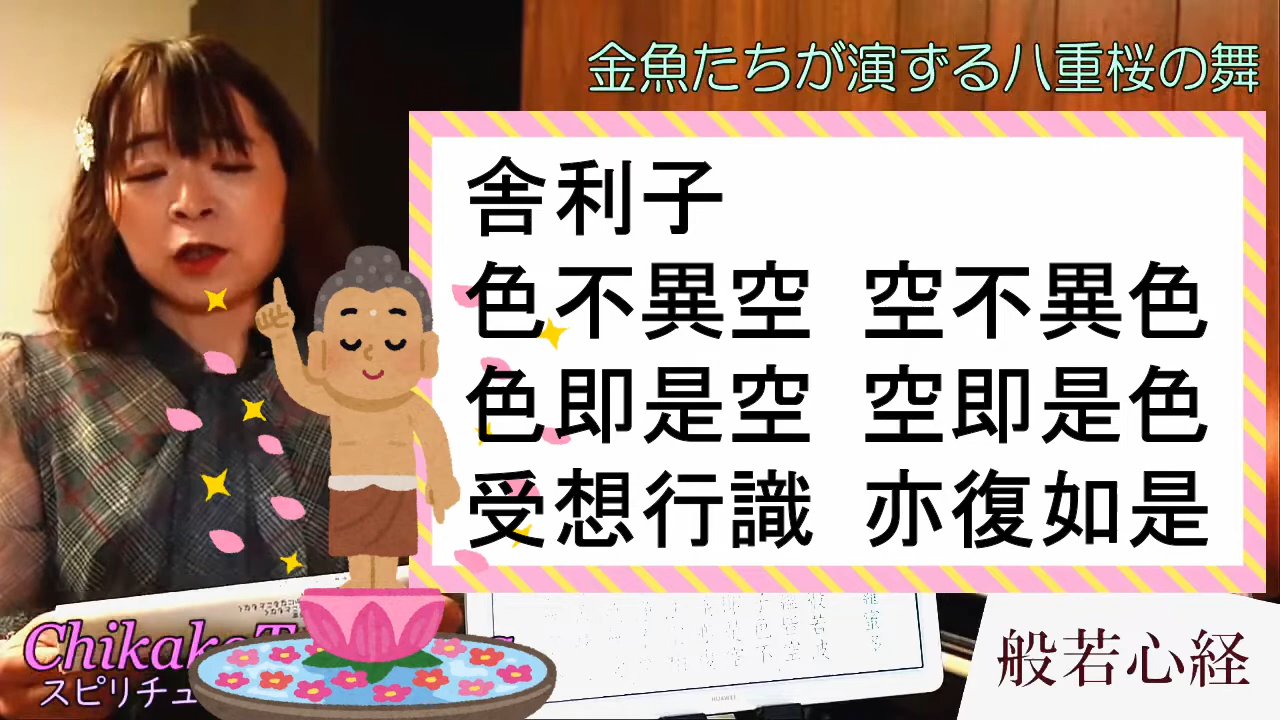 金魚たちが演ずる八重桜の舞
舎利子
色不異空 空不異色
色即是空 空即是色
受想行識 亦復如是
般若心経
Chikako
スピリチュ
HUAWEI